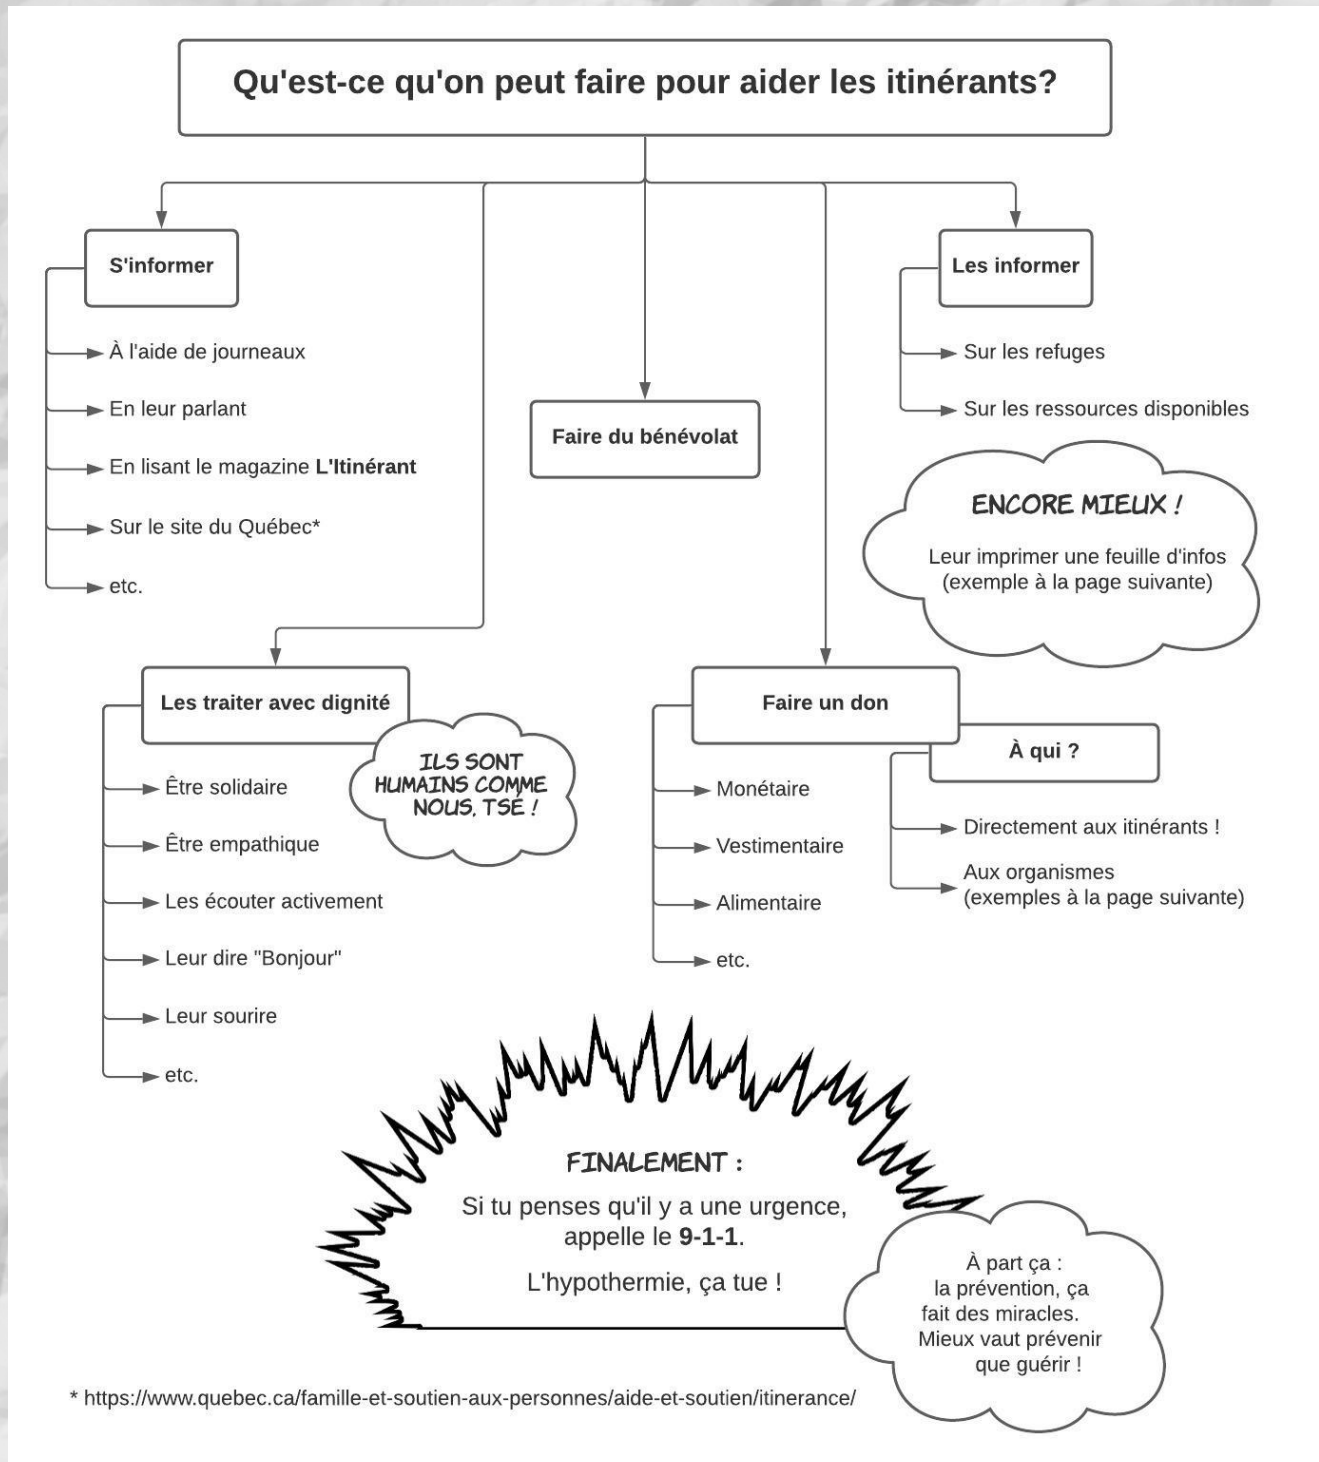 Qu'est-ce qu'on peut faire pour aider les itinérants?
S'informer
À l'aide de journeaux
En leur parlant
En lisant le magazine L'Itinérant
Sur le site du Québec*
etc.
Faire du bénévolat
Les informer
Sur les refuges
Sur les ressources disponibles
ENCORE MIEUX !
Leur imprimer une feuille d'infos
(exemple à la page suivante)
Les traiter avec dignité
ILS SONT
HUMAINS COMME
NOUS, TSÉ !
Être solidaire
Être empathique
Les écouter activement
Leur dire "Bonjour"
Leur sourire
etc.
Faire un don
Monétaire
Vestimentaire
Alimentaire
etc.
À qui ?
Directement aux itinérants !
Aux organismes
(exemples à la page suivante)
FINALEMENT :
Si tu penses qu'il y a une urgence,
appelle le 9-1-1.
L'hypothermie, ça tue !
À part ça :
la prévention, ça
fait des miracles.
Mieux vaut prévenir
que guérir !
* https://www.quebec.ca/famille-et-soutien-aux-personnes/aide-et-soutien/itinerance/